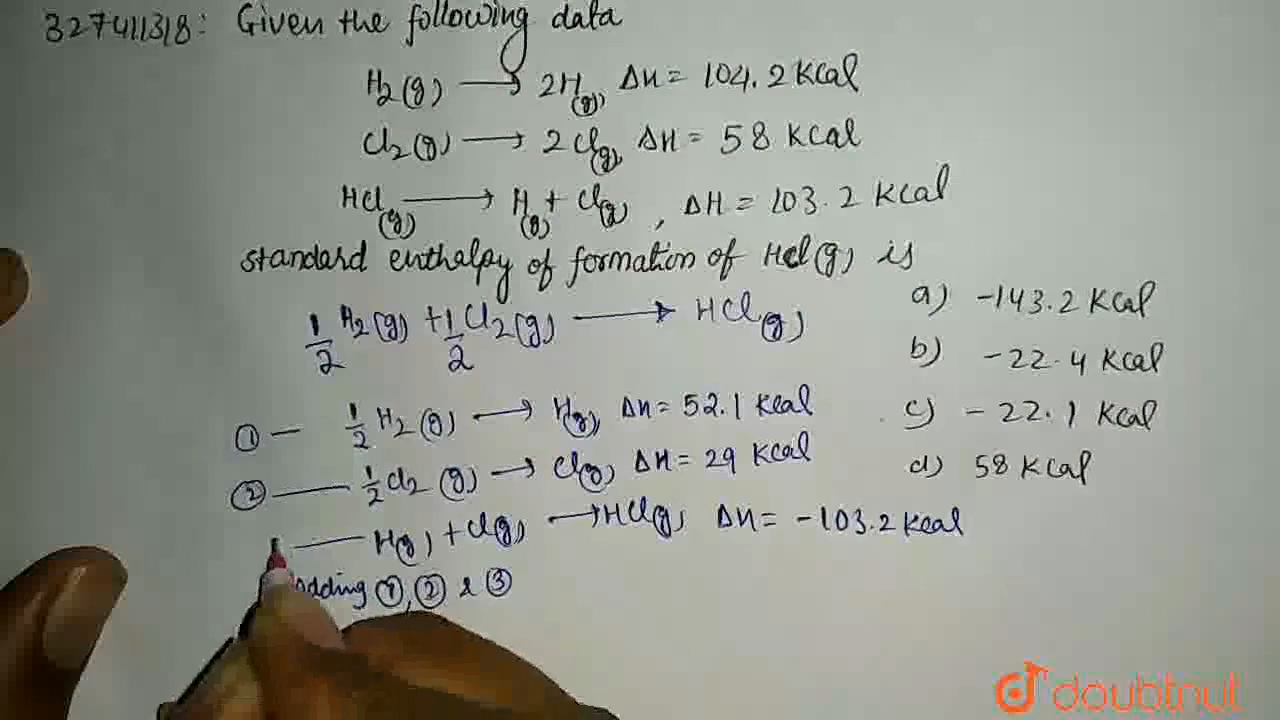 327411318: Given the following data
H₂(g) → 2H(g), ΔH = 104.2 Kcal
Cl₂(g) → 2Cl(g), ΔH = 58 Kcal
HCl(g) → H(g) + Cl(g), ΔH = 103.2 Kcal
standard enthalpy of formation of Hcl(g) is
½ H₂(g) + ½ Cl₂(g) → HCl(g)
a) -143.2 KCal
b) -22.4 KCal
c) -22.1 KCal
d) 58 KCal
① — ½ H₂(g) → H(g), ΔH = 52.1 Kcal
② — ½ Cl₂(g) → Cl(g), ΔH = 29 Kcal
— H(g) + Cl(g) → HCl(g), ΔH = -103.2 Kcal
Adding ①, ② & ③
doubtnut